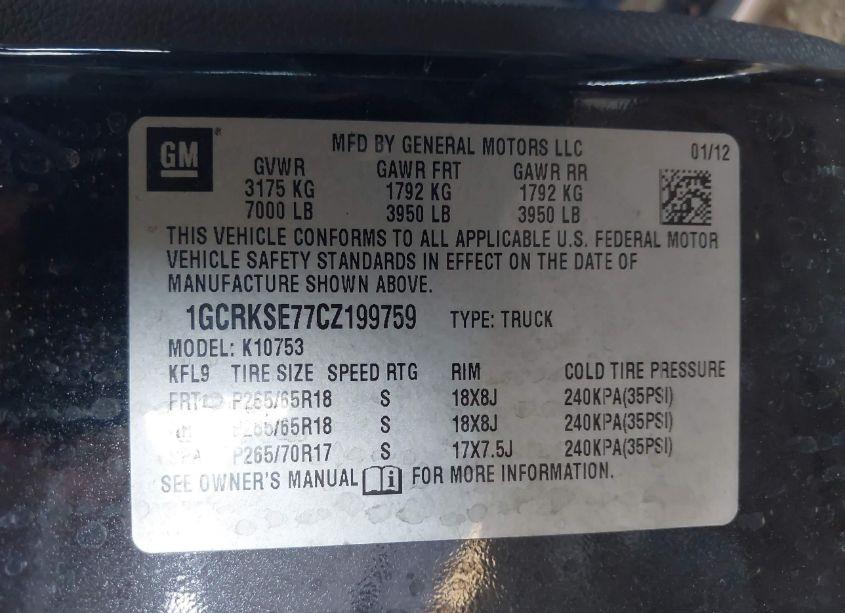 GM
MFD BY GENERAL MOTORS LLC 01/12
GVWR GAWR FRT GAWR RR
3175 KG 1792 KG 1792 KG
7000 LB 3950 LB 3950 LB
THIS VEHICLE CONFORMS TO ALL APPLICABLE U.S. FEDERAL MOTOR
VEHICLE SAFETY STANDARDS IN EFFECT ON THE DATE OF
MANUFACTURE SHOWN ABOVE.
1GCRKSE77CZ199759 TYPE: TRUCK
MODEL: K10753
KFL9 TIRE SIZE SPEED RTG RIM COLD TIRE PRESSURE
FRT P265/65R18 S 18X8J 240KPA(35PSI)
P265/65R18 S 18X8J 240KPA(35PSI)
SPA P265/70R17 S 17X7.5J 240KPA(35PSI)
SEE OWNER'S MANUAL i FOR MORE INFORMATION.